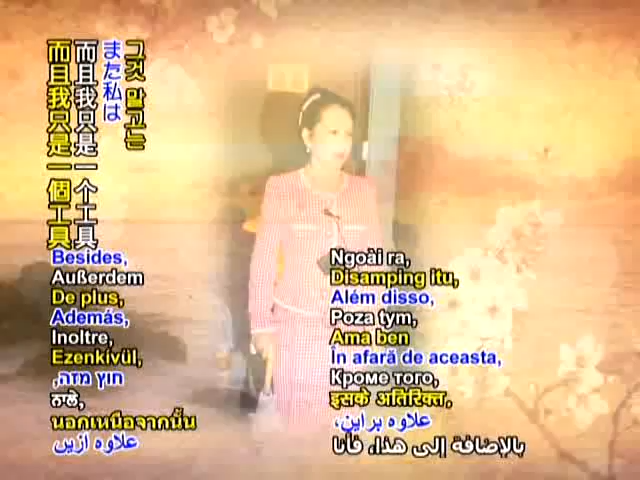 그것 말고는
また私は
而且我只是一个工具
而且我只是一個工具
Besides,
Außerdem
De plus,
Además,
Inoltre,
Ezenkívül,
חוץ מזה,
ਨਾਲੇ,
นอกเหนือจากนั้น
علاوه ازیں
Ngoài ra,
Disamping itu,
Além disso,
Poza tym,
Ama ben
În afară de aceasta,
Кроме того,
इसके अतिरिक्त,
علاوه براین،
بالإضافة إلى هذا، فأنا